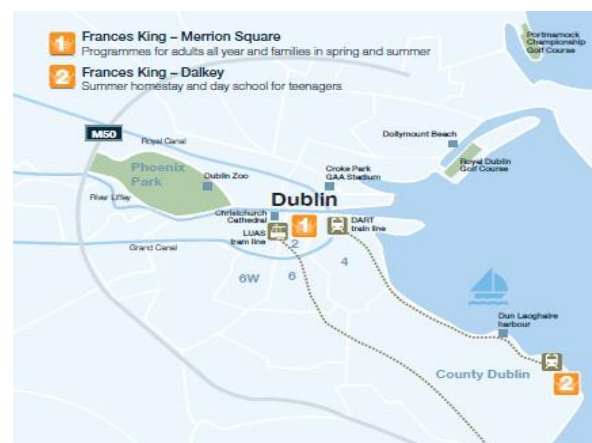 1 Frances King – Merrion Square
Programmes for adults all year and families in spring and summer
2 Frances King – Dalkey
Summer homestay and day school for teenagers
Portmarnock
Championship
Golf Course
M50
Royal Canal
Dollymount Beach
Phoenix
Park
Dublin Zoo
Croke Park
GAA Stadium
Royal Dublin
Golf Course
River Liffey
Dublin
Christchurch
Cathedral
1
DART
train line
LUAS
tram line
2
Grand Canal
4
6W
6
Dun Laoghaire
harbour
County Dublin
2